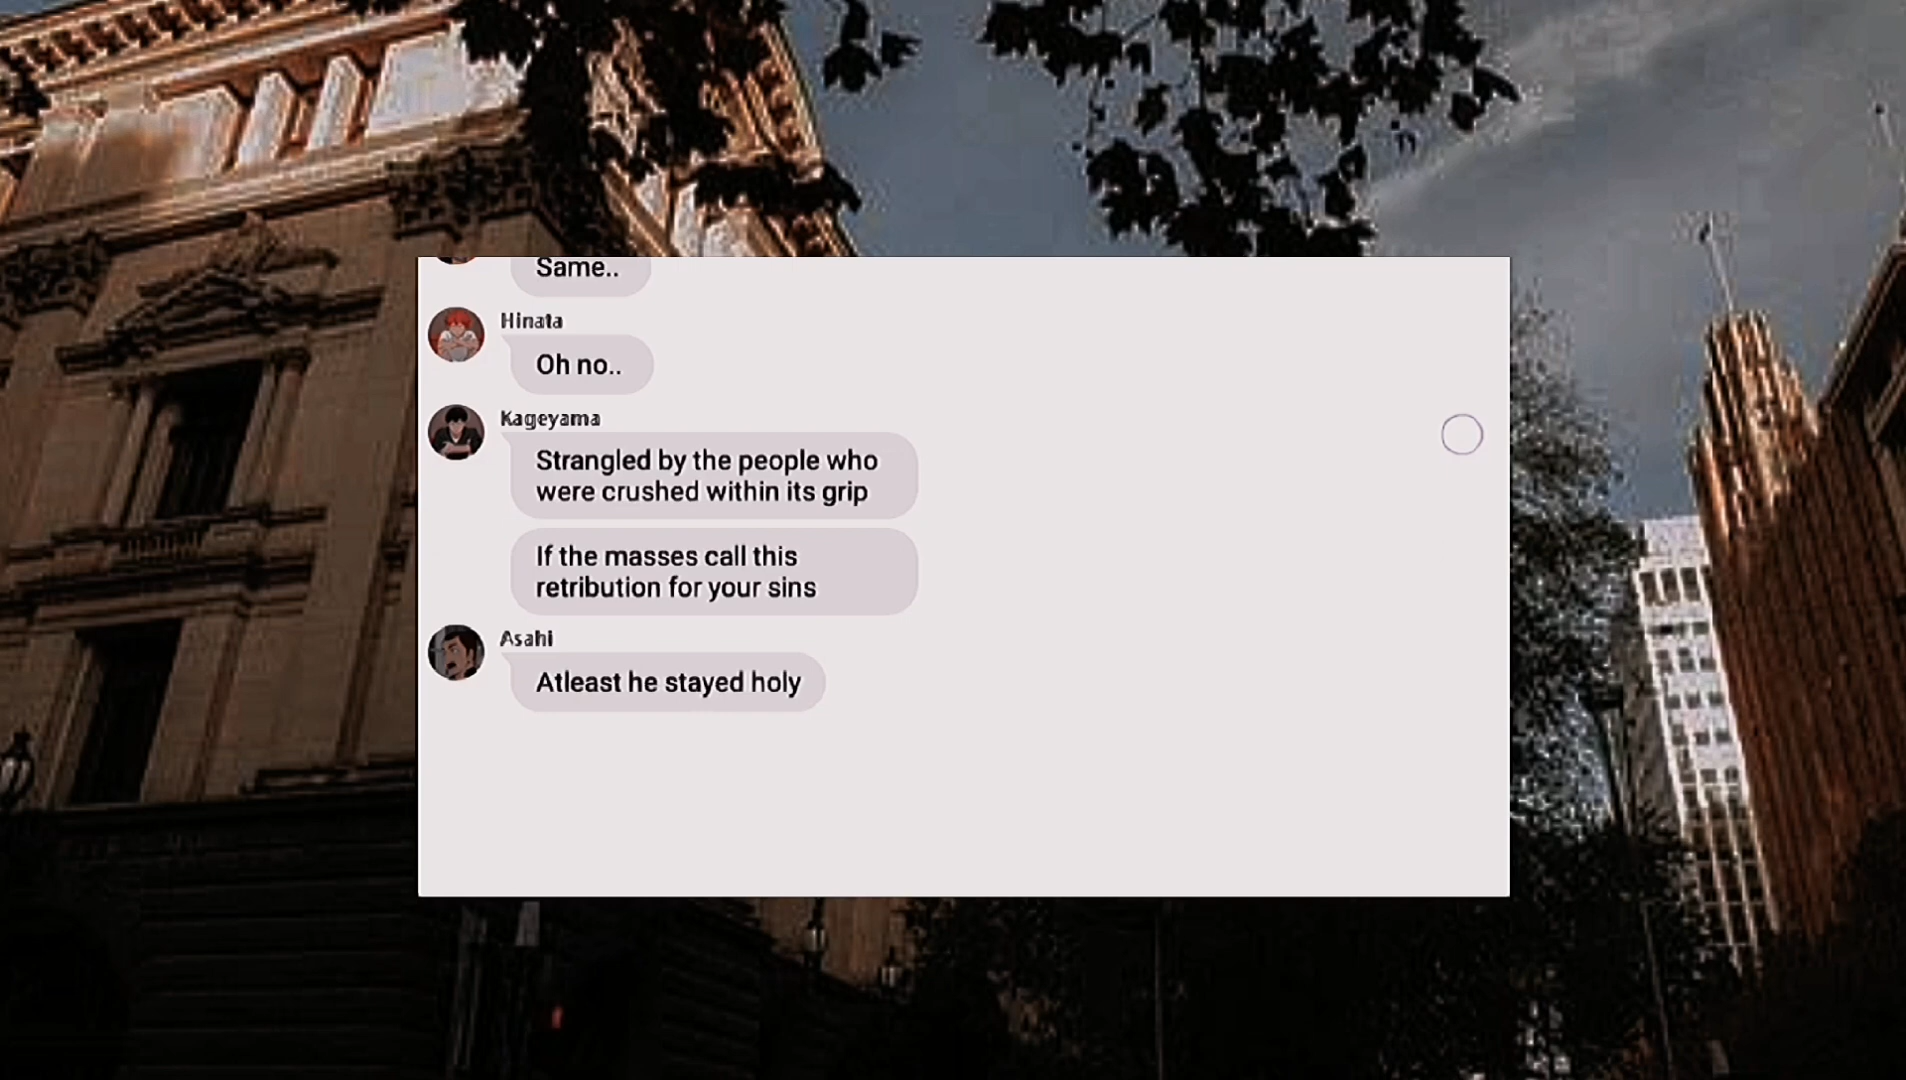 Same..
Hinata
Oh no..
Kageyama
Strangled by the people who
were crushed within its grip
If the masses call this
retribution for your sins
Asahi
Atleast he stayed holy